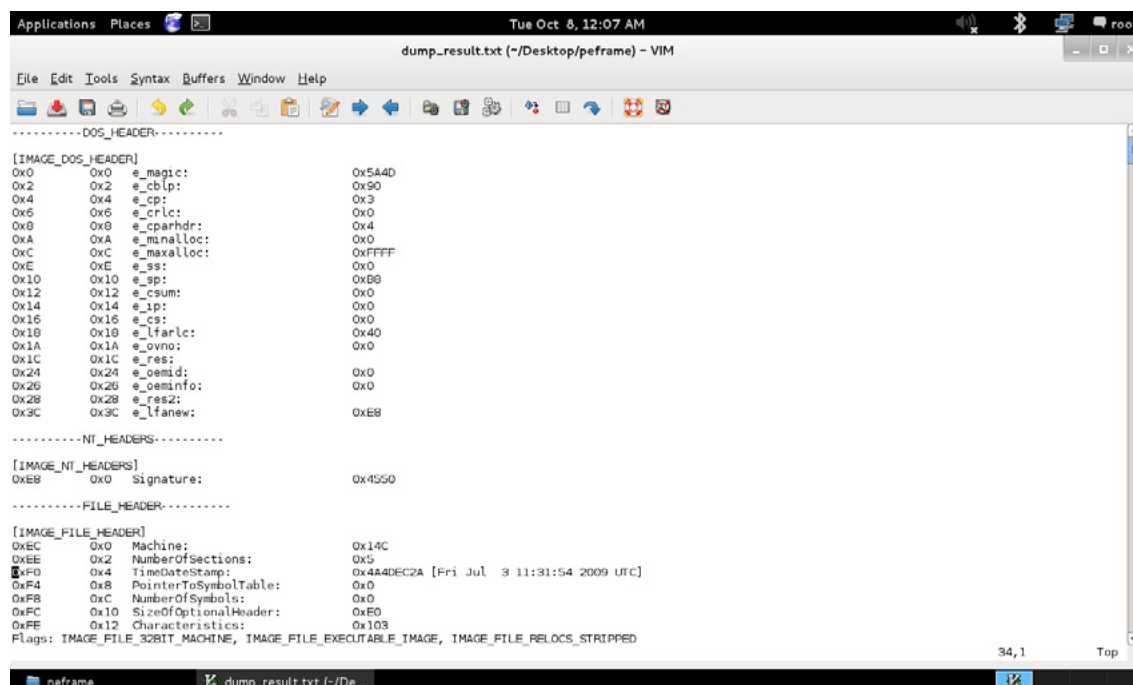 Applications Places Tue Oct 8, 12:07 AM roo
dump_result.txt (~/Desktop/peframe) - VIM
File Edit Tools Syntax Buffers Window Help
----------DOS_HEADER----------
[IMAGE_DOS_HEADER]
0x0 0x0 e_magic: 0x5A4D
0x2 0x2 e_cblp: 0x90
0x4 0x4 e_cp: 0x3
0x6 0x6 e_crlc: 0x0
0x8 0x8 e_cparhdr: 0x4
0xA 0xA e_minalloc: 0x0
0xC 0xC e_maxalloc: 0xFFFF
0xE 0xE e_ss: 0x0
0x10 0x10 e_sp: 0xB8
0x12 0x12 e_csum: 0x0
0x14 0x14 e_ip: 0x0
0x16 0x16 e_cs: 0x0
0x18 0x18 e_lfarlc: 0x40
0x1A 0x1A e_ovno: 0x0
0x1C 0x1C e_res:
0x24 0x24 e_oemid: 0x0
0x26 0x26 e_oeminfo: 0x0
0x28 0x28 e_res2:
0x3C 0x3C e_lfanew: 0xE8
----------NT_HEADERS----------
[IMAGE_NT_HEADERS]
0xE8 0x0 Signature: 0x4550
----------FILE_HEADER----------
[IMAGE_FILE_HEADER]
0xEC 0x0 Machine: 0x14C
0xEE 0x2 NumberOfSections: 0x5
0xF0 0x4 TimeDateStamp: 0x4A4DEC2A [Fri Jul 3 11:31:54 2009 UTC]
0xF4 0x8 PointerToSymbolTable: 0x0
0xF8 0xC NumberOfSymbols: 0x0
0xFC 0x10 SizeOfOptionalHeader: 0xE0
0xFE 0x12 Characteristics: 0x103
Flags: IMAGE_FILE_32BIT_MACHINE, IMAGE_FILE_EXECUTABLE_IMAGE, IMAGE_FILE_RELOCS_STRIPPED
34,1 Top
peframe dump_result.txt (~/De...